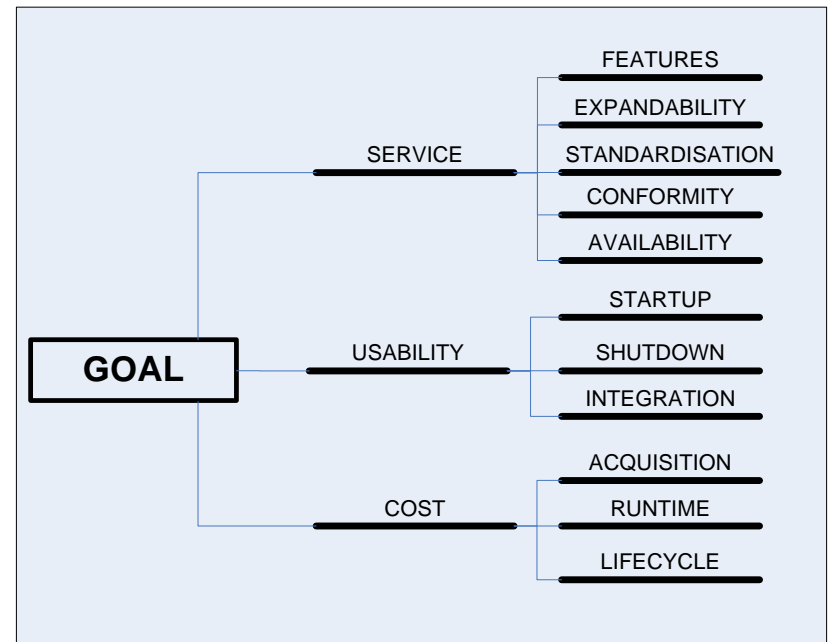 FEATURES
EXPANDABILITY
SERVICE
STANDARDISATION
CONFORMITY
AVAILABILITY
STARTUP
GOAL
USABILITY
SHUTDOWN
INTEGRATION
ACQUISITION
COST
RUNTIME
LIFECYCLE